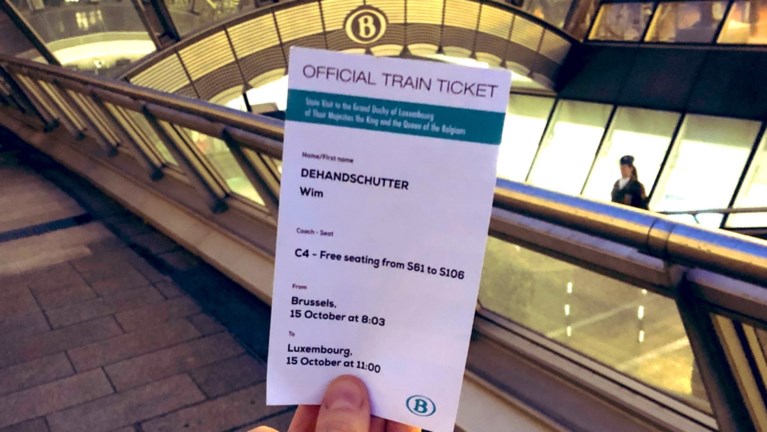 B
OFFICIAL TRAIN TICKET
State Visit to the Grand Duchy of Luxembourg
of Their Majesties the King and the Queen of the Belgians
Name/First name
DEHANDSCHUTTER
Wim
Coach - Seat
C4 - Free seating from S61 to S106
From
Brussels,
15 October at 8:03
To
Luxembourg,
15 October at 11:00
B